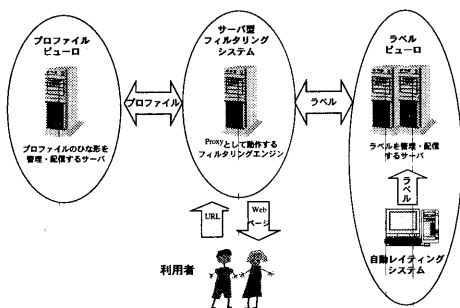 プロファイル
ビューロ
プロファイルのひな形を
管理・配信するサーバ
プロファイル
サーバ型
フィルタリング
システム
Proxyとして動作する
フィルタリングエンジン
ラベル
ラベル
ビューロ
ラベルを管理・配信
するサーバ
ラベル
自動レイティング
システム
URL
Web
ページ
利用者